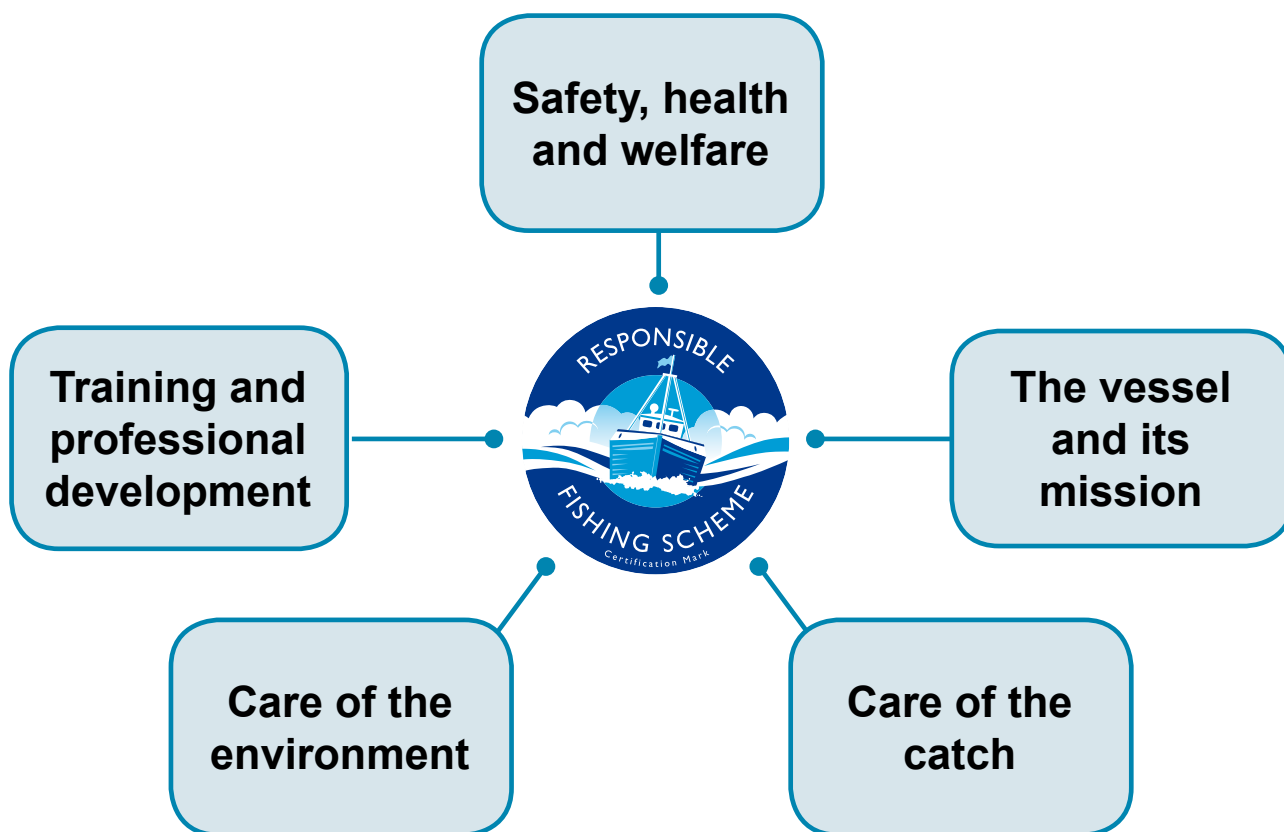 Safety, health
and welfare
Training and
professional
development
RESPONSIBLE
FISHING SCHEME
Certification Mark
The vessel
and its
mission
Care of the
environment
Care of the
catch